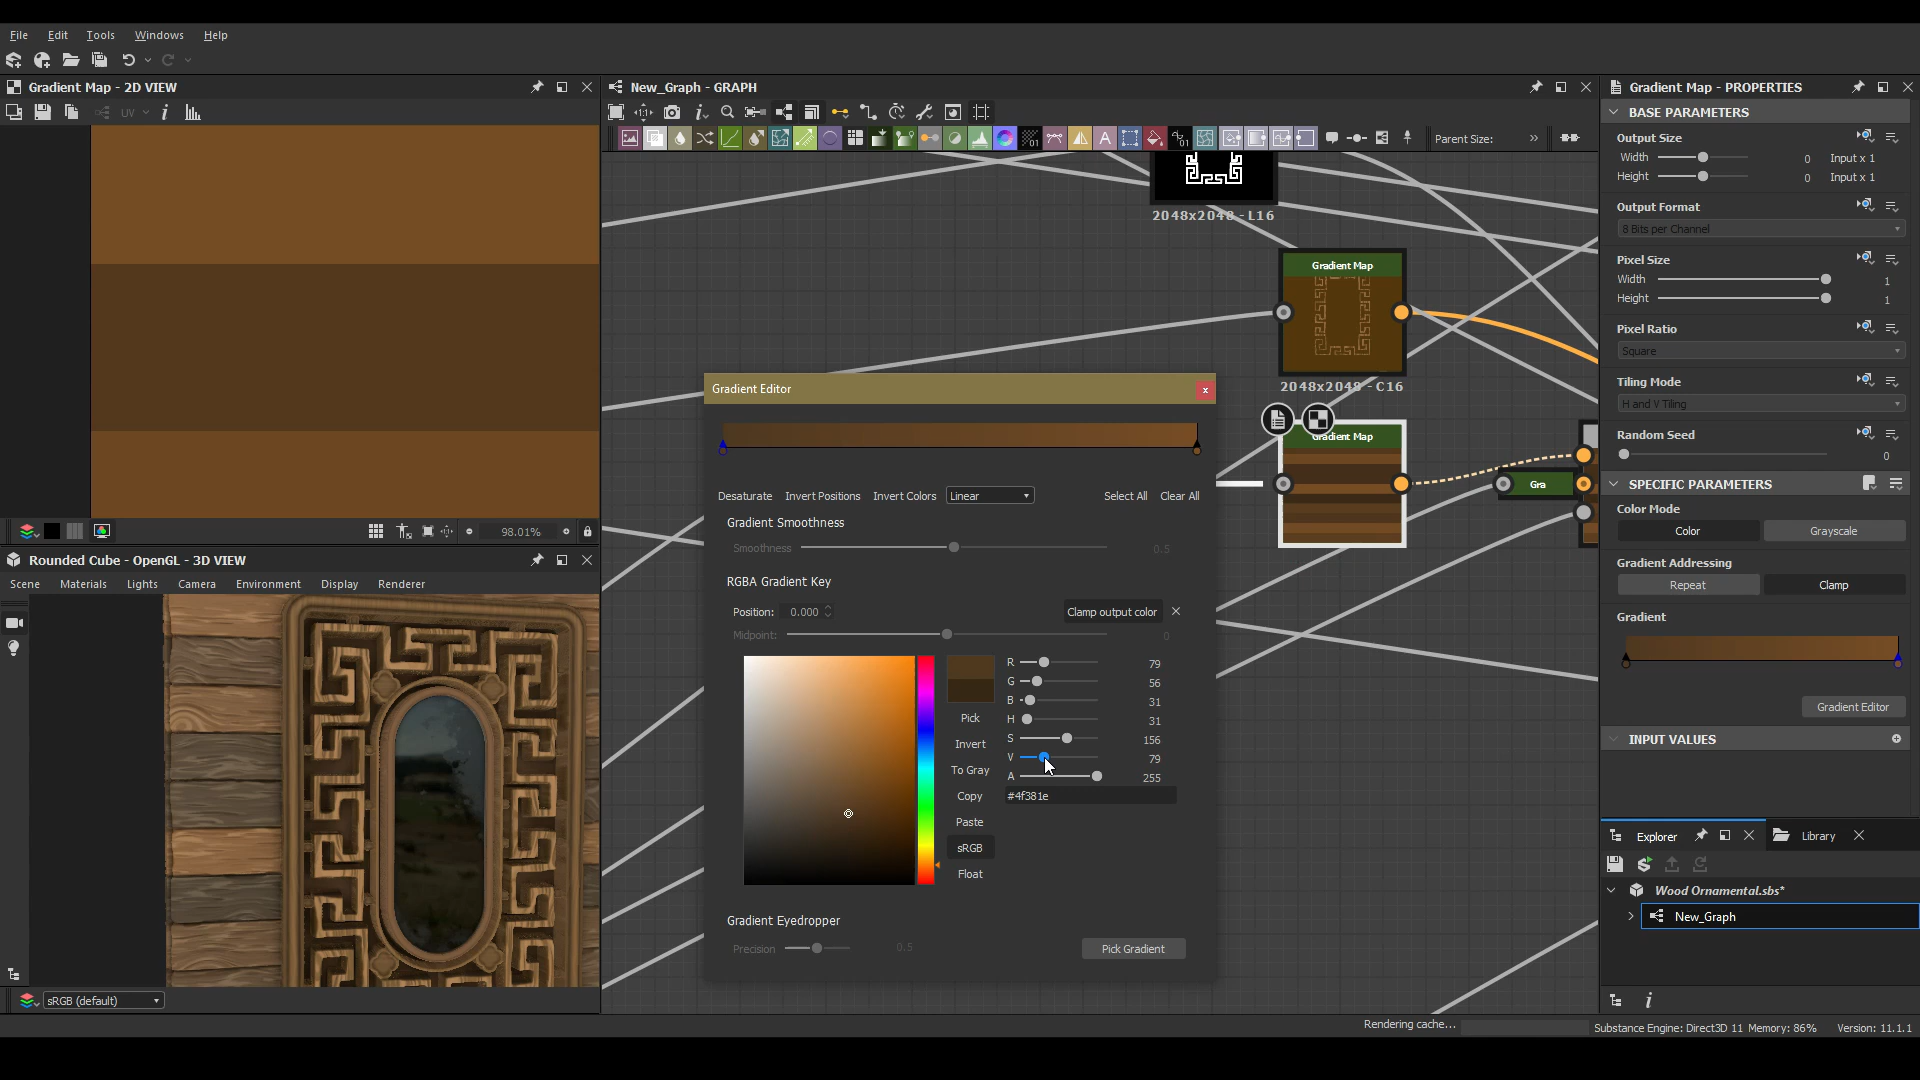 File Edit Tools Windows Help
Gradient Map - 2D VIEW
UV
98.01%
Rounded Cube - OpenGL - 3D VIEW
Scene Materials Lights Camera Environment Display Renderer
sRGB (default)
New_Graph - GRAPH
01
A
01
Parent Size:
2048x2048 - L16
Gradient Map
2048x2048 - C16
Gradient Map
Gra
Gradient Editor
Desaturate Invert Positions Invert Colors Linear Select All Clear All
Gradient Smoothness
Smoothness 0.5
RGBA Gradient Key
Position: 0.000 Clamp output color
Midpoint: 0
R 79
G 56
B 31
H 31
S 156
V 79
A 255
#4f381e
Pick
Invert
To Gray
Copy
Paste
sRGB
Float
Gradient Eyedropper
Precision 0.5 Pick Gradient
Gradient Map - PROPERTIES
BASE PARAMETERS
Output Size
Width 0 Input x 1
Height 0 Input x 1
Output Format
8 Bits per Channel
Pixel Size
Width 1
Height 1
Pixel Ratio
Square
Tiling Mode
H and V Tiling
Random Seed
0
SPECIFIC PARAMETERS
Color Mode
Color Grayscale
Gradient Addressing
Repeat Clamp
Gradient
Gradient Editor
INPUT VALUES
Explorer Library
Wood Ornamental.sbs*
New_Graph
Rendering cache... Substance Engine: Direct3D 11 Memory: 86% Version: 11.1.1